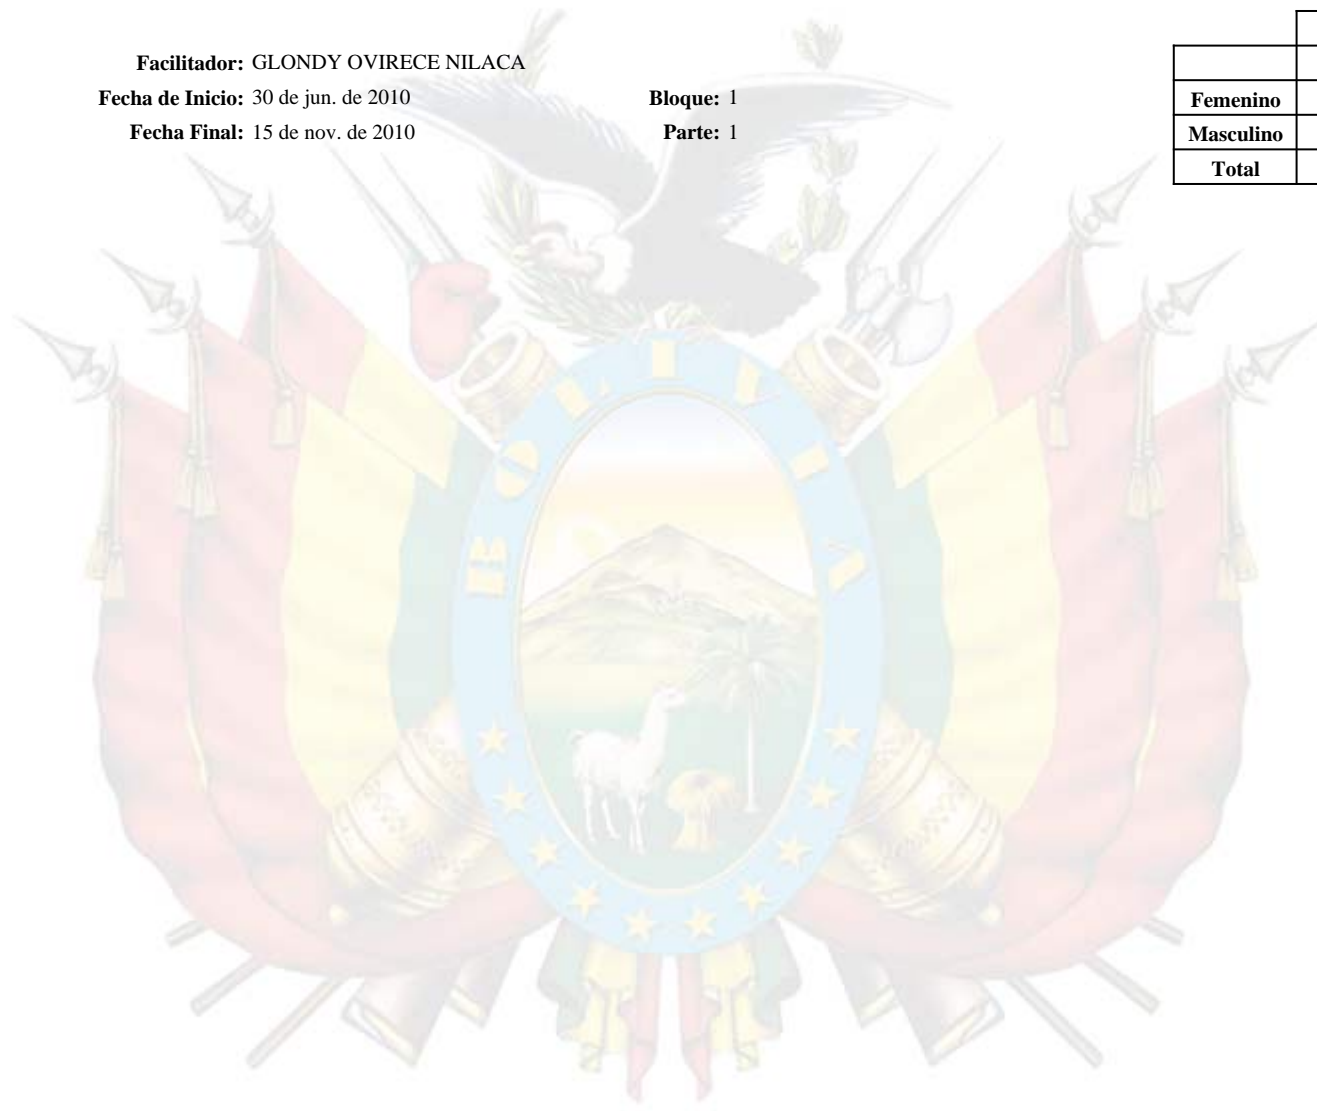 Facilitador: GLONDY OVIRECE NILACA
Fecha de Inicio: 30 de jun. de 2010 Bloque: 1
Fecha Final: 15 de nov. de 2010 Parte: 1
Femenino
Masculino
Total
BOLIVIA